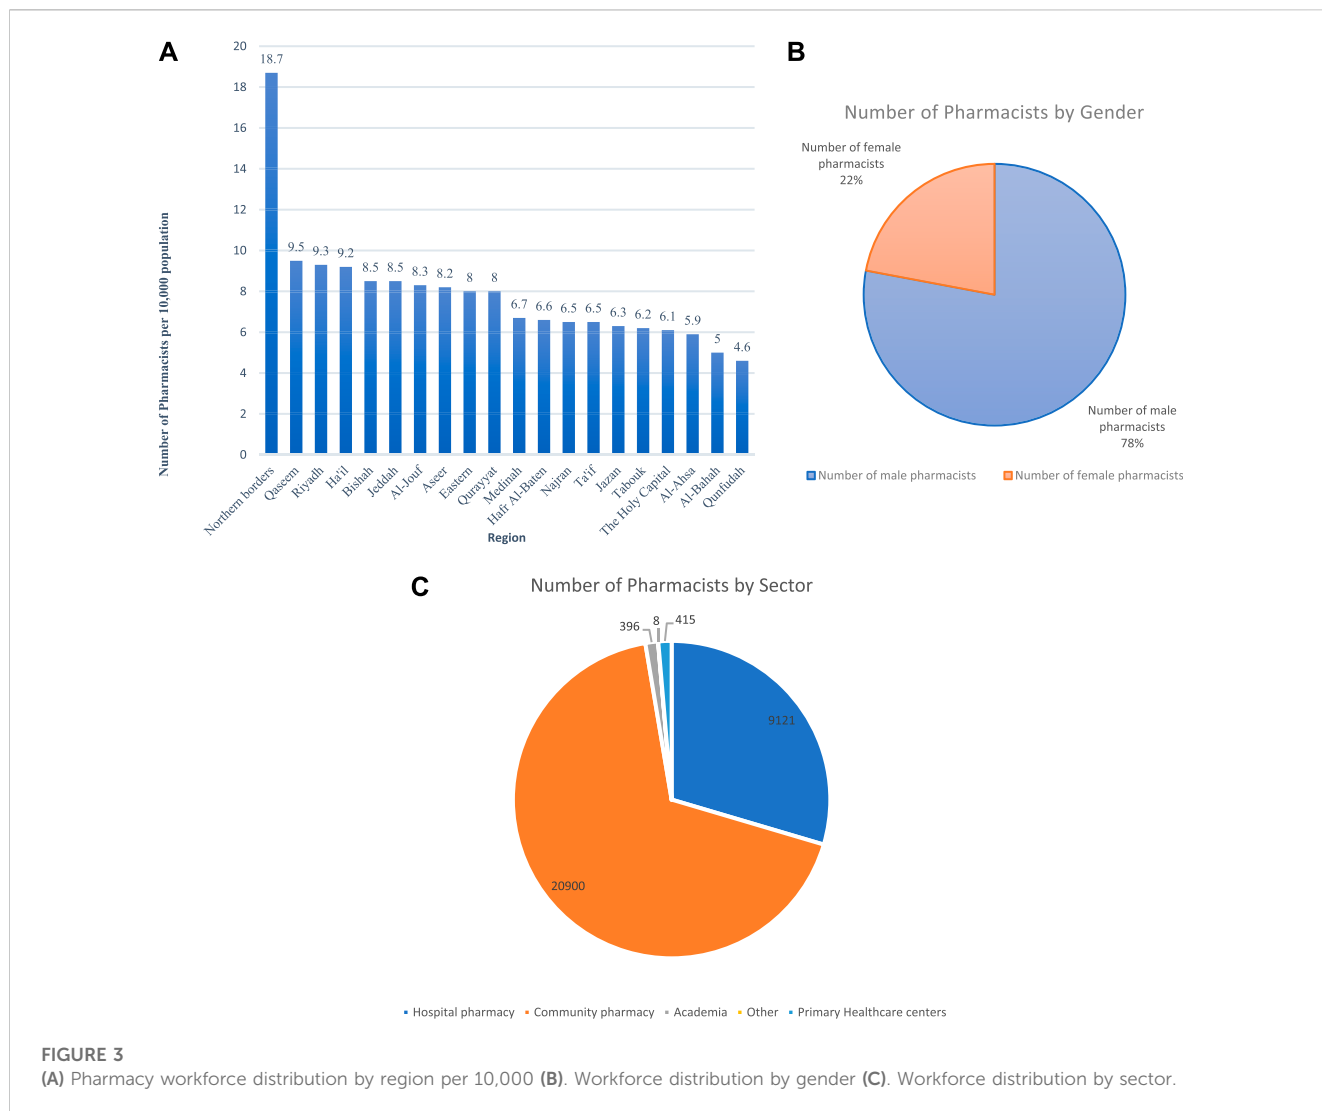 A
20
18
16
14
12
10
8
6
4
2
0
Number of Pharmacists per 10,000 population
18.7
9.5
9.3
9.2
8.5
8.5
8.3
8.2
8
8
6.7
6.6
6.5
6.5
6.3
6.2
6.1
5.9
5
4.6
Northern borders
Qaseem
Riyadh
Ha'il
Bishah
Jeddah
Al-Jouf
Aseer
Eastern
Qurayyat
Medinah
Hafr Al-Baten
Najran
Ta'if
Jazan
Tabouk
The Holy Capital
Al-Ahsa
Al-Bahah
Qunfudah
Region
B
Number of Pharmacists by Gender
Number of female
pharmacists
22%
Number of male
pharmacists
78%
Number of male pharmacists
Number of female pharmacists
C
Number of Pharmacists by Sector
396
8
415
9121
20900
Hospital pharmacy
Community pharmacy
Academia
Other
Primary Healthcare centers
FIGURE 3
(A) Pharmacy workforce distribution by region per 10,000 (B). Workforce distribution by gender (C). Workforce distribution by sector.